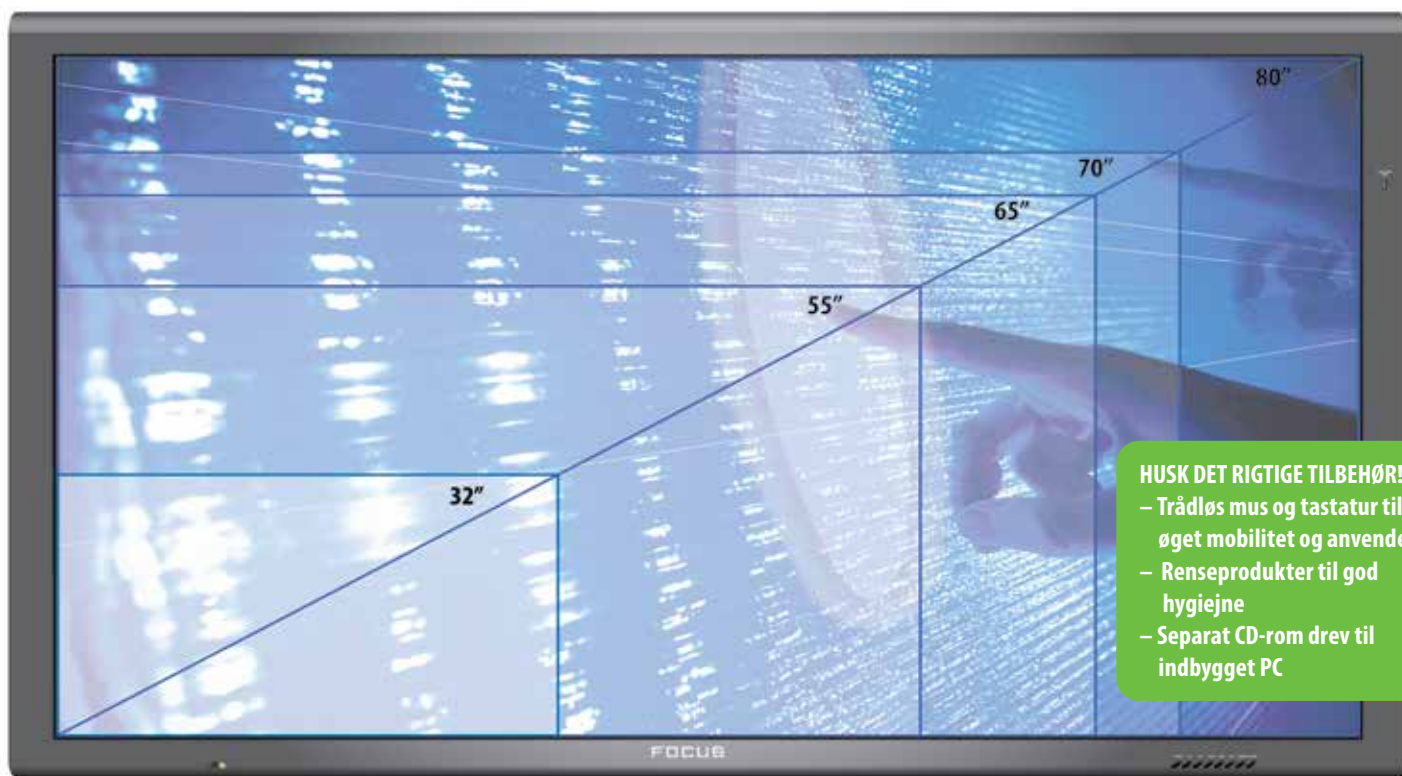 80”
70”
65”
55”
32”
HUSK DET RIGTIGE TILBEHØR!
– Trådløs mus og tastatur til
øget mobilitet og anvende
– Renseprodukter til god
hygiejne
– Separat CD-rom drev til
indbygget PC
FOCUS